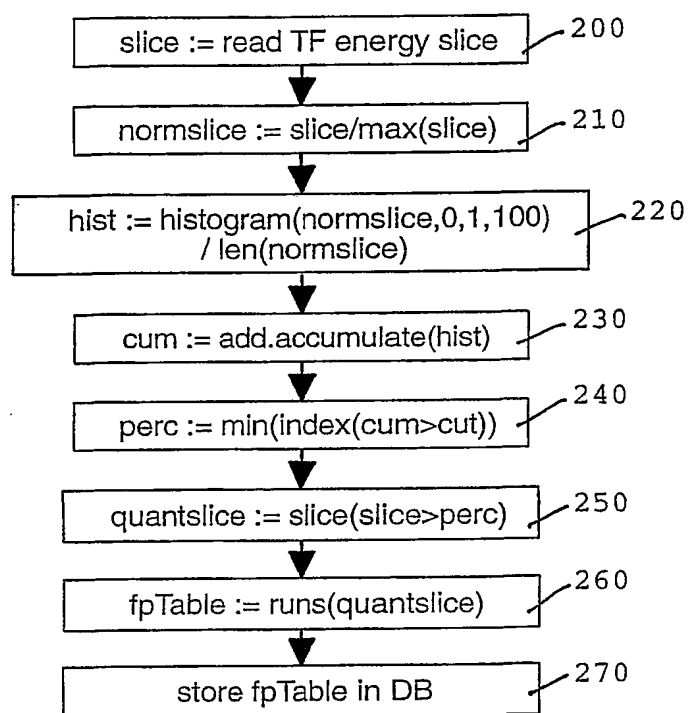 slice := read TF energy slice
200
normslice := slice/max(slice)
210
hist := histogram(normslice,0,1,100)
/ len(normslice)
220
cum := add.accumulate(hist)
230
perc := min(index(cum>cut))
240
quantslice := slice(slice>perc)
250
fpTable := runs(quantslice)
260
store fpTable in DB
270